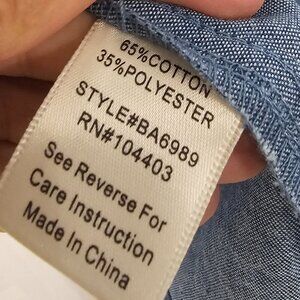 65%COTTON
35%POLYESTER
STYLE#BA6989
RN#104403
See Reverse For
Care Instruction
Made In China